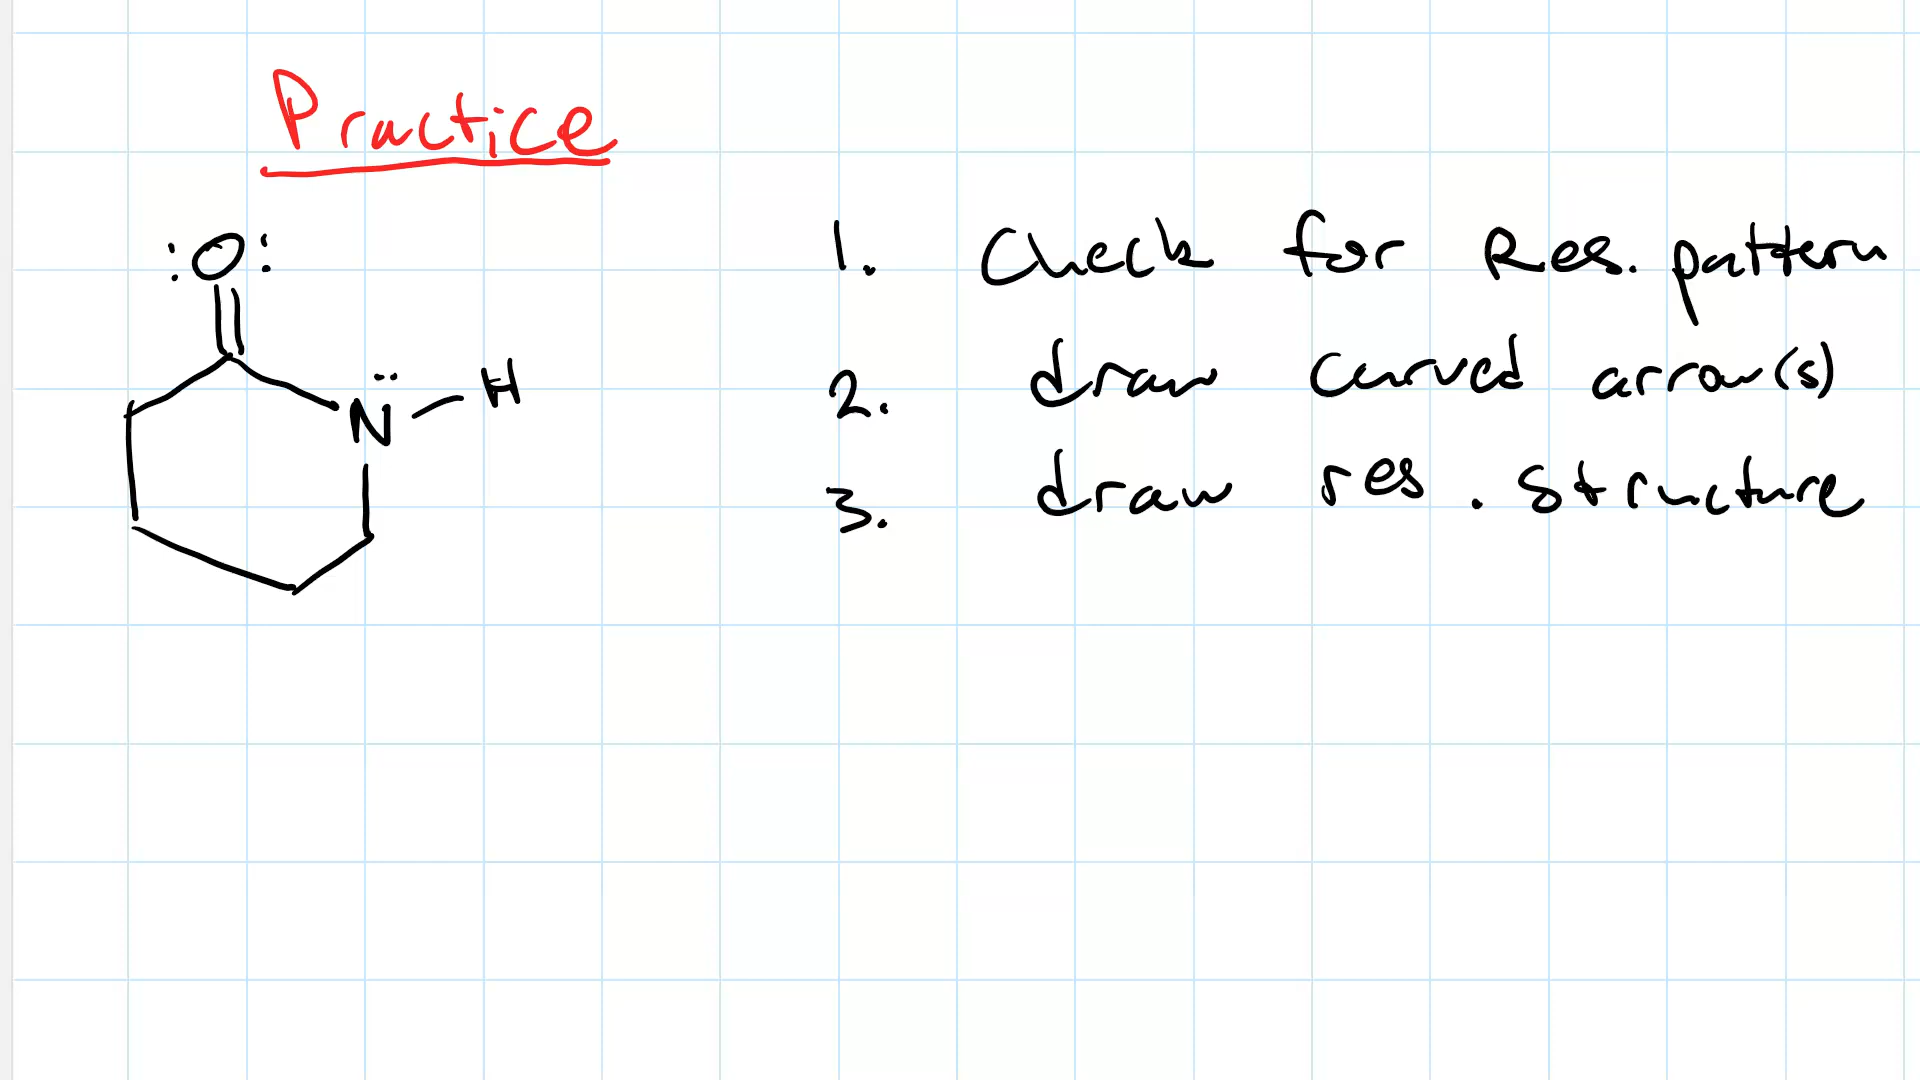 Practice
:O:
N-H
1. Check for Res. pattern
2. draw curved arrow(s)
3. draw res. structure